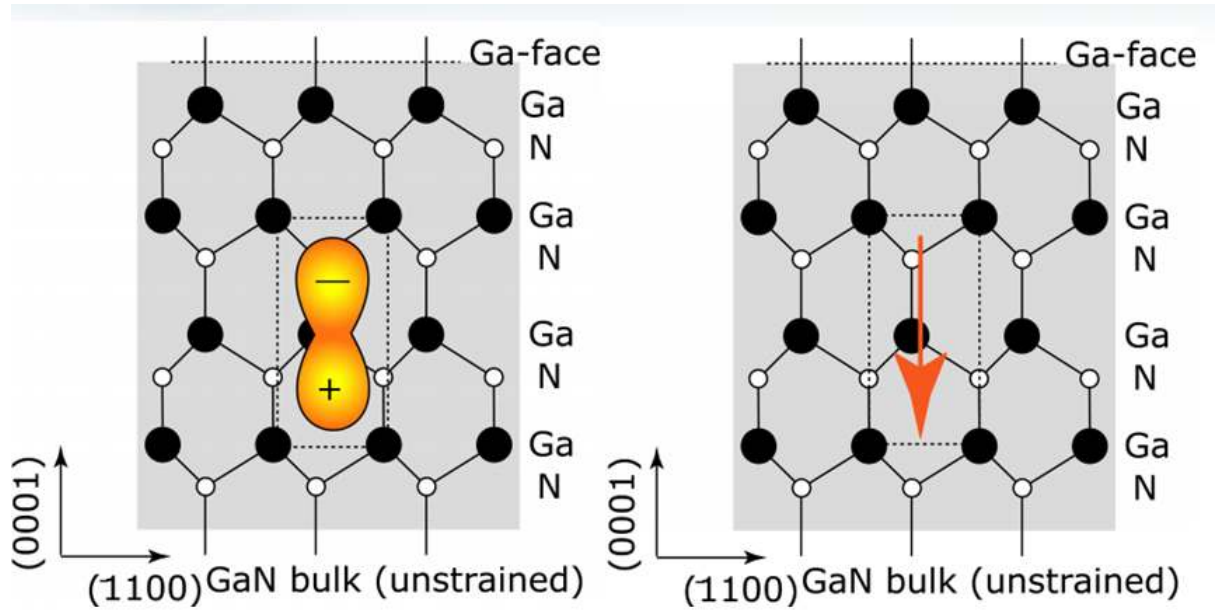 Ga-face
Ga
N
Ga
N
Ga
N
Ga
N
—
+
(0001)
(1100)
GaN bulk (unstrained)
Ga-face
Ga
N
Ga
N
Ga
N
Ga
N
(0001)
(1100)
GaN bulk (unstrained)